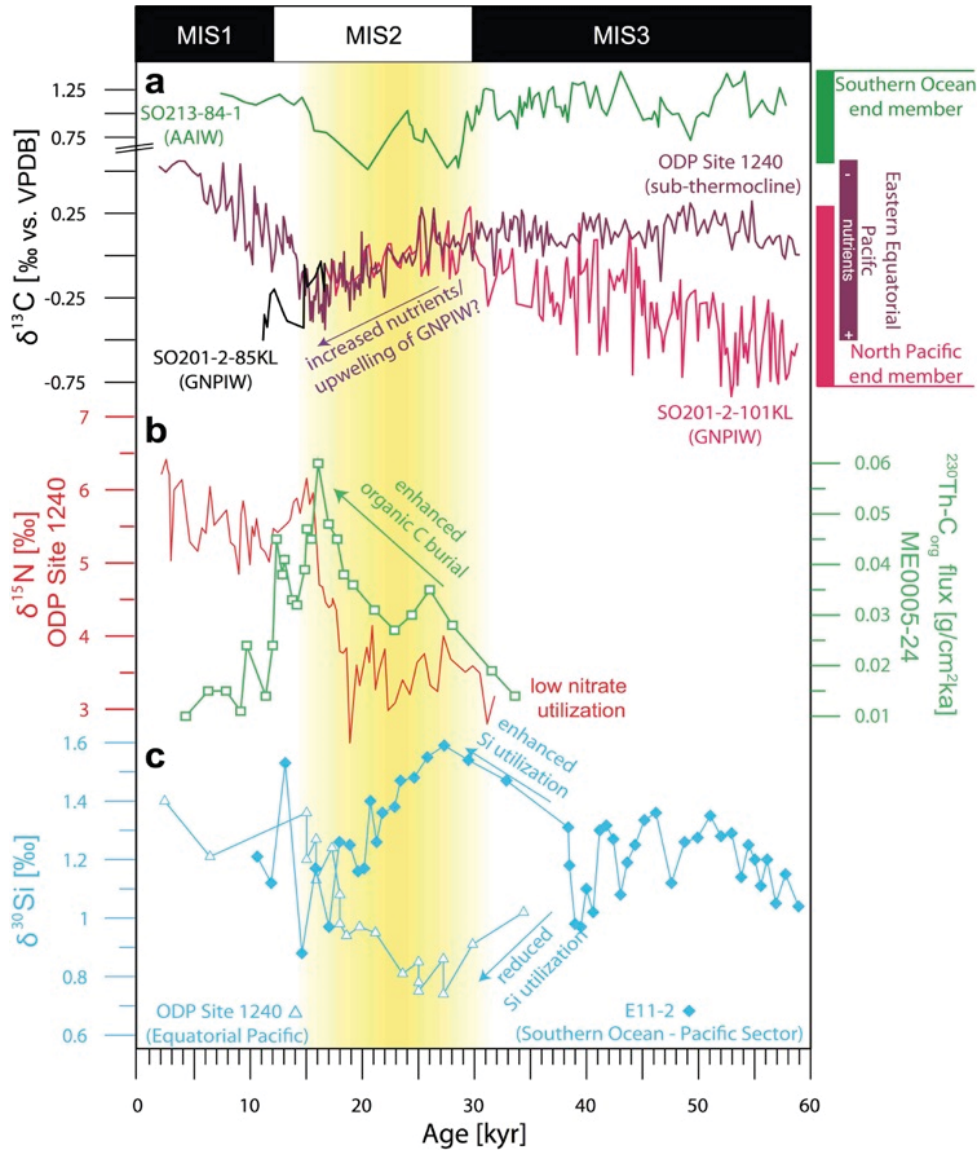 MIS1
MIS2
MIS3
a
1.25
0.75
0.25
-0.25
-0.75
δ¹³C [‰ vs. VPDB]
SO213-84-1
(AAIW)
ODP Site 1240
(sub-thermocline)
increased nutrients/
upwelling of GNPIW?
SO201-2-85KL
(GNPIW)
SO201-2-101KL
(GNPIW)
Southern Ocean
end member
-
nutrients
+
Eastern Equatorial
Pacifc
North Pacific
end member
b
7
6
5
4
3
δ¹⁵N [‰]
ODP Site 1240
enhanced
organic C burial
low nitrate
utilization
0.06
0.05
0.04
0.03
0.02
0.01
²³⁰Th-Corg flux [g/cm²ka]
ME0005-24
c
1.6
1.4
1.2
1
0.8
0.6
δ³⁰Si [‰]
enhanced
Si utilization
reduced
Si utilization
ODP Site 1240
(Equatorial Pacific)
E11-2
(Southern Ocean - Pacific Sector)
0
10
20
30
40
50
60
Age [kyr]